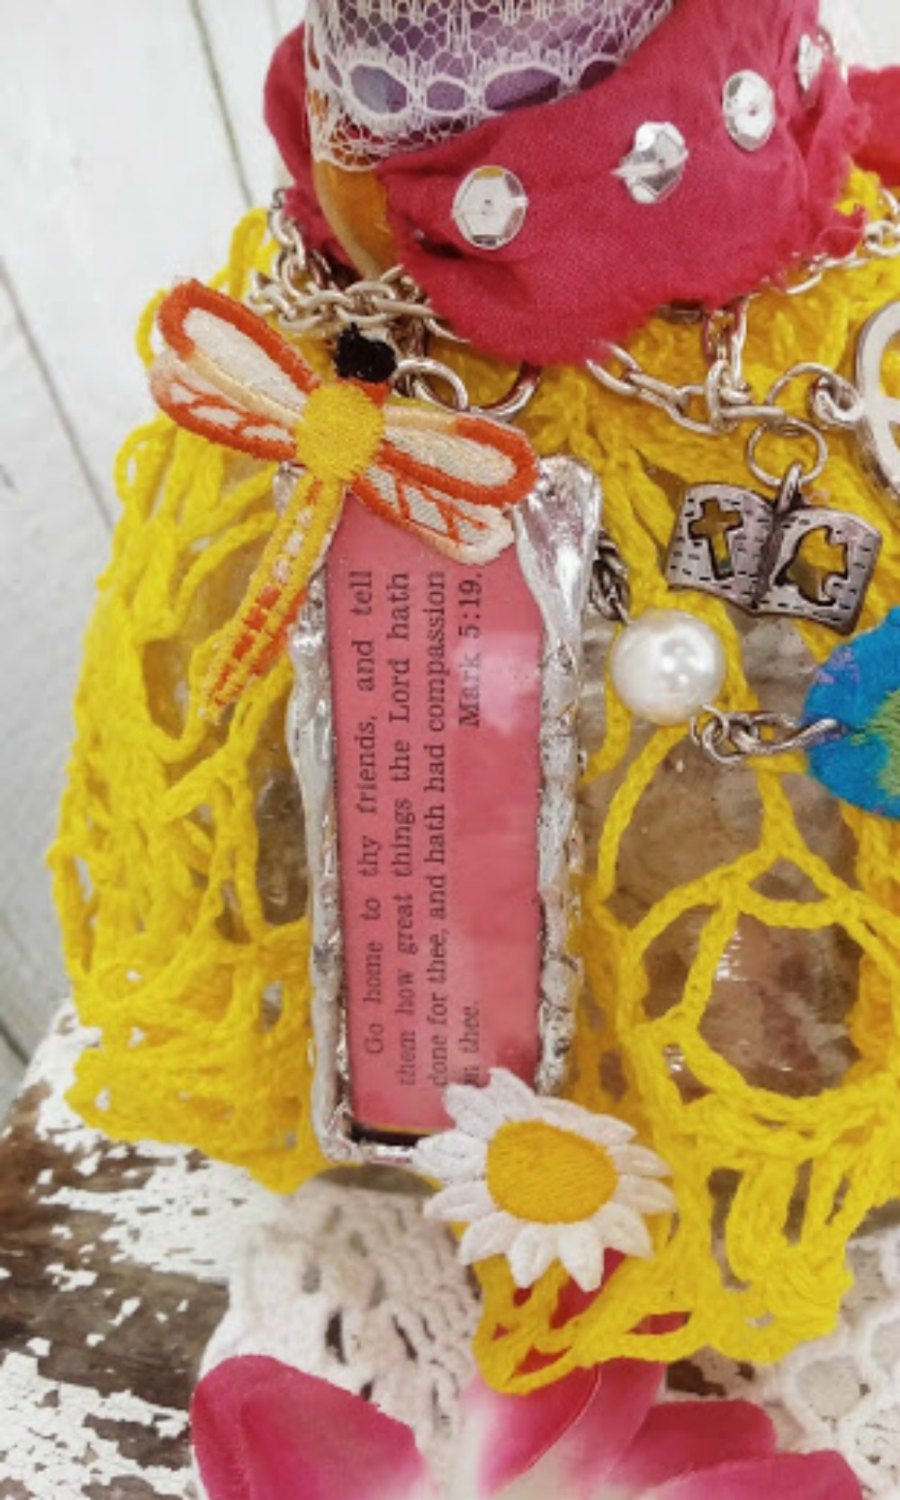 Go home to thy friends, and tell
them how great things the Lord hath
done for thee, and hath had compassion
on thee. Mark 5:19.